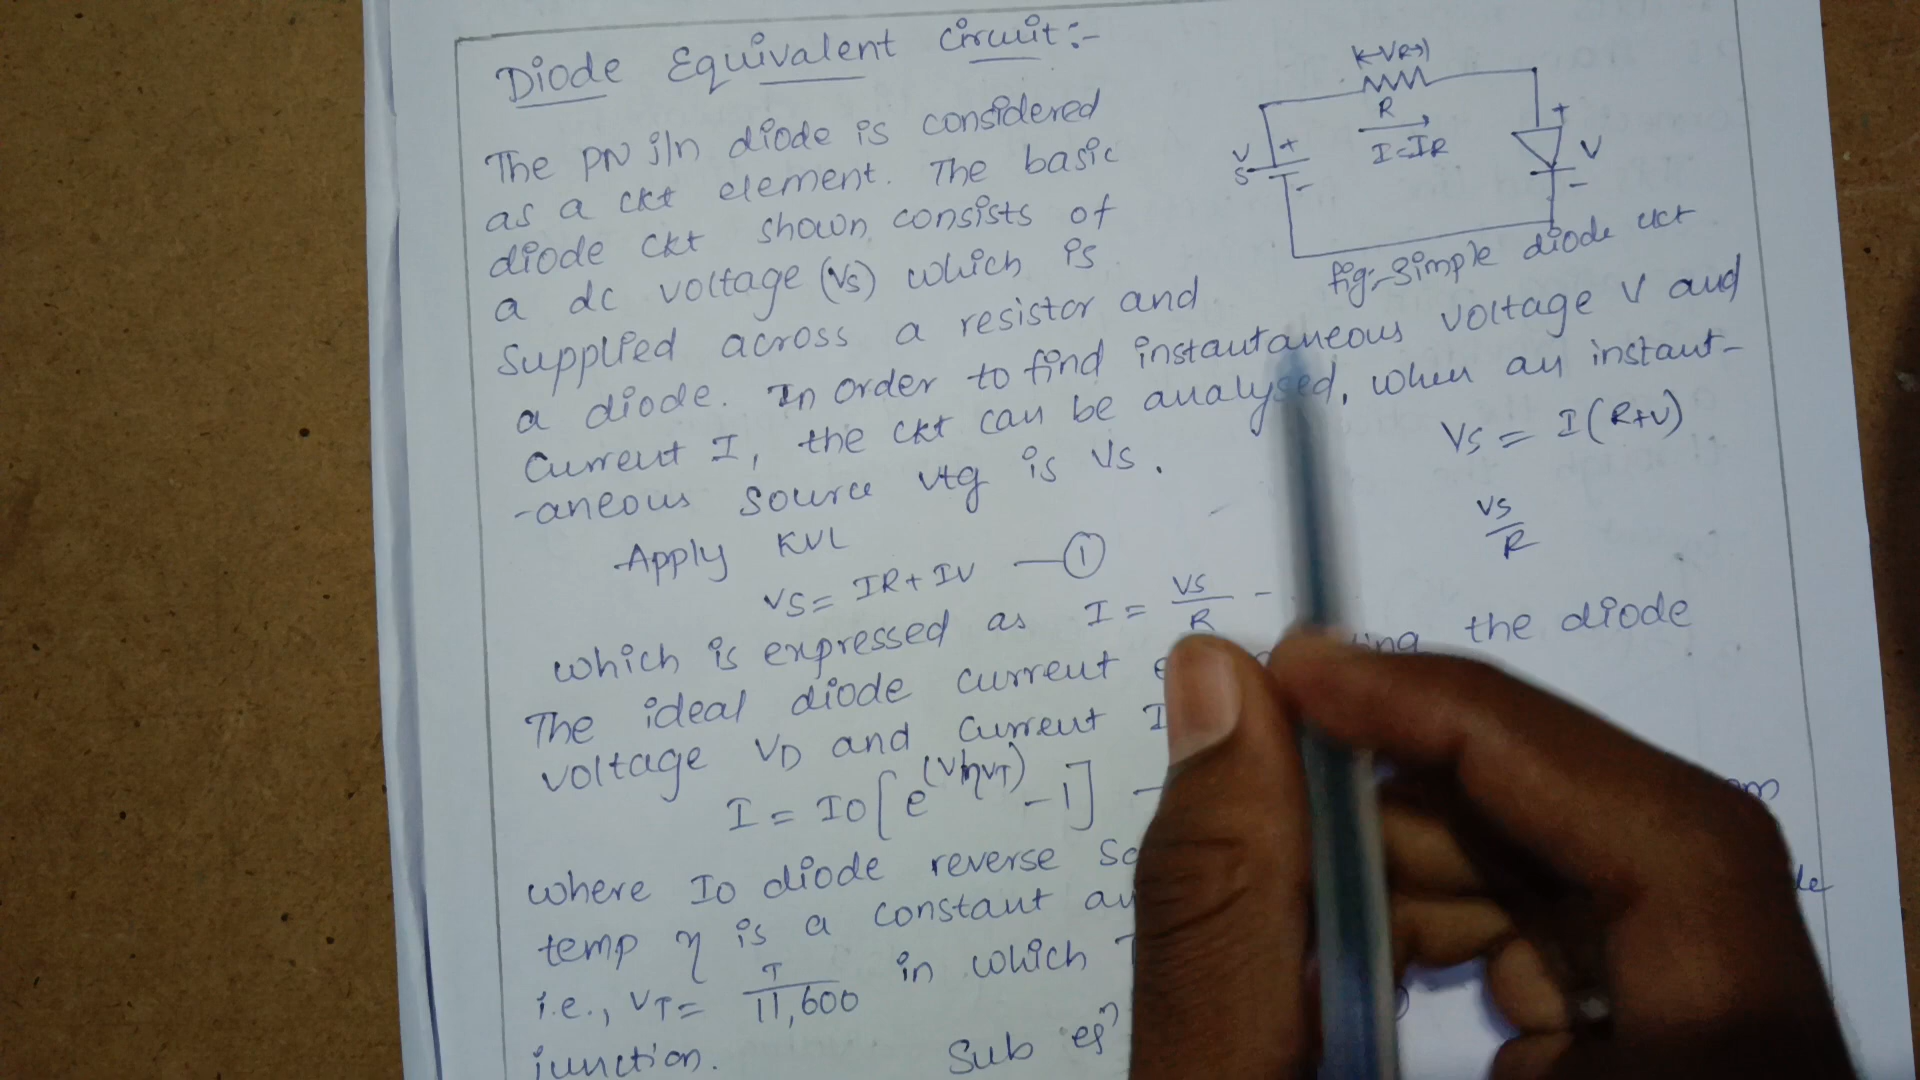 Diode Equivalent Circuit:-
The PN j/n diode is considered
as a ckt element. The basic
diode ckt shown consists of
a dc voltage (Vs) which is
supplied across a resistor and
a diode. In order to find instantaneous voltage V and
Current I, the ckt can be analysed, when an instant-
-aneous source vtg is Vs.
Apply KVL
Vs = IR + IV — ①
which is expressed as I = Vs/R -
The ideal diode current the diode
voltage VD and current I
I = Io[e^(V/ηVT) - 1] —
where Io diode reverse
temp η is a constant
i.e., VT = T/11,600 in which T
junction.
Sub eqn
k-VR→|
R
I=IR
VS
+
-
+
V
-
fig:- Simple diode ckt
Vs = I(R+V)
Vs/R